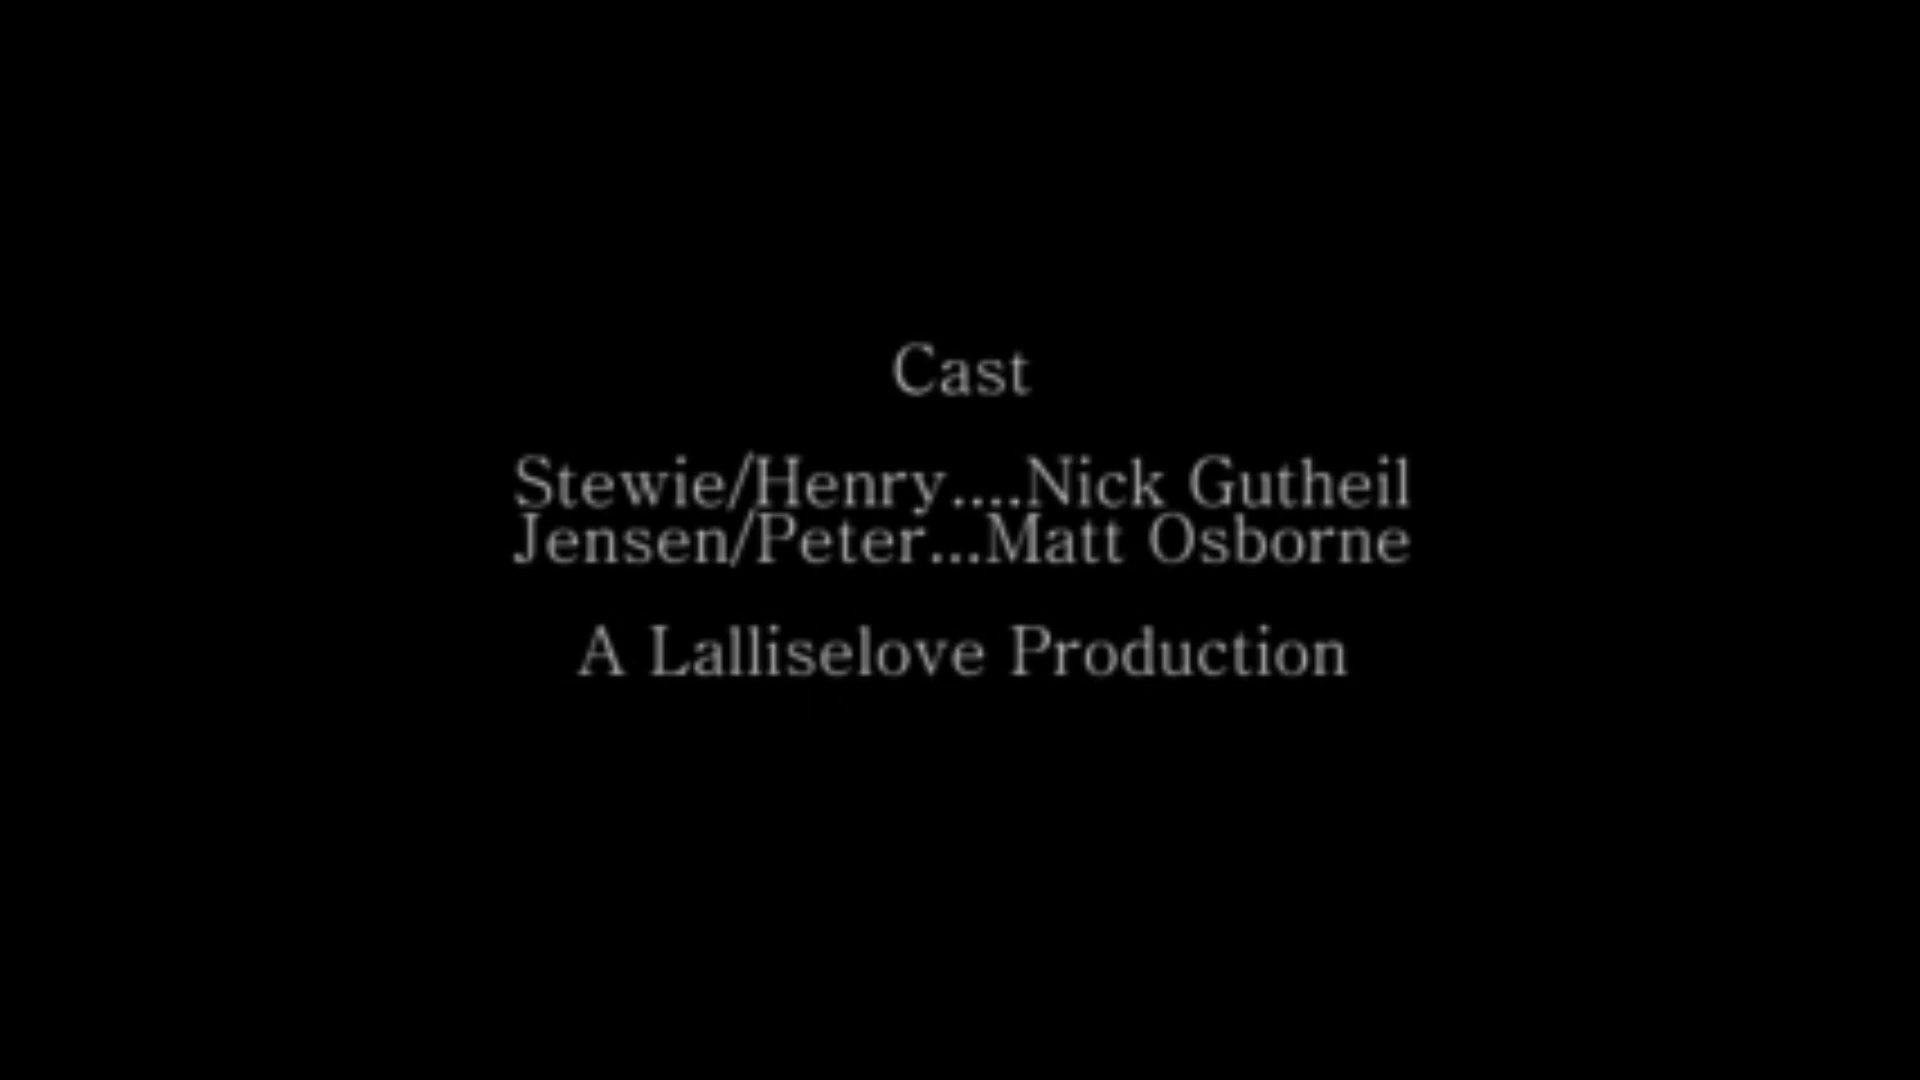 Cast
Stewie/Henry....Nick Gutheil
Jensen/Peter...Matt Osborne
A Lalliselove Production